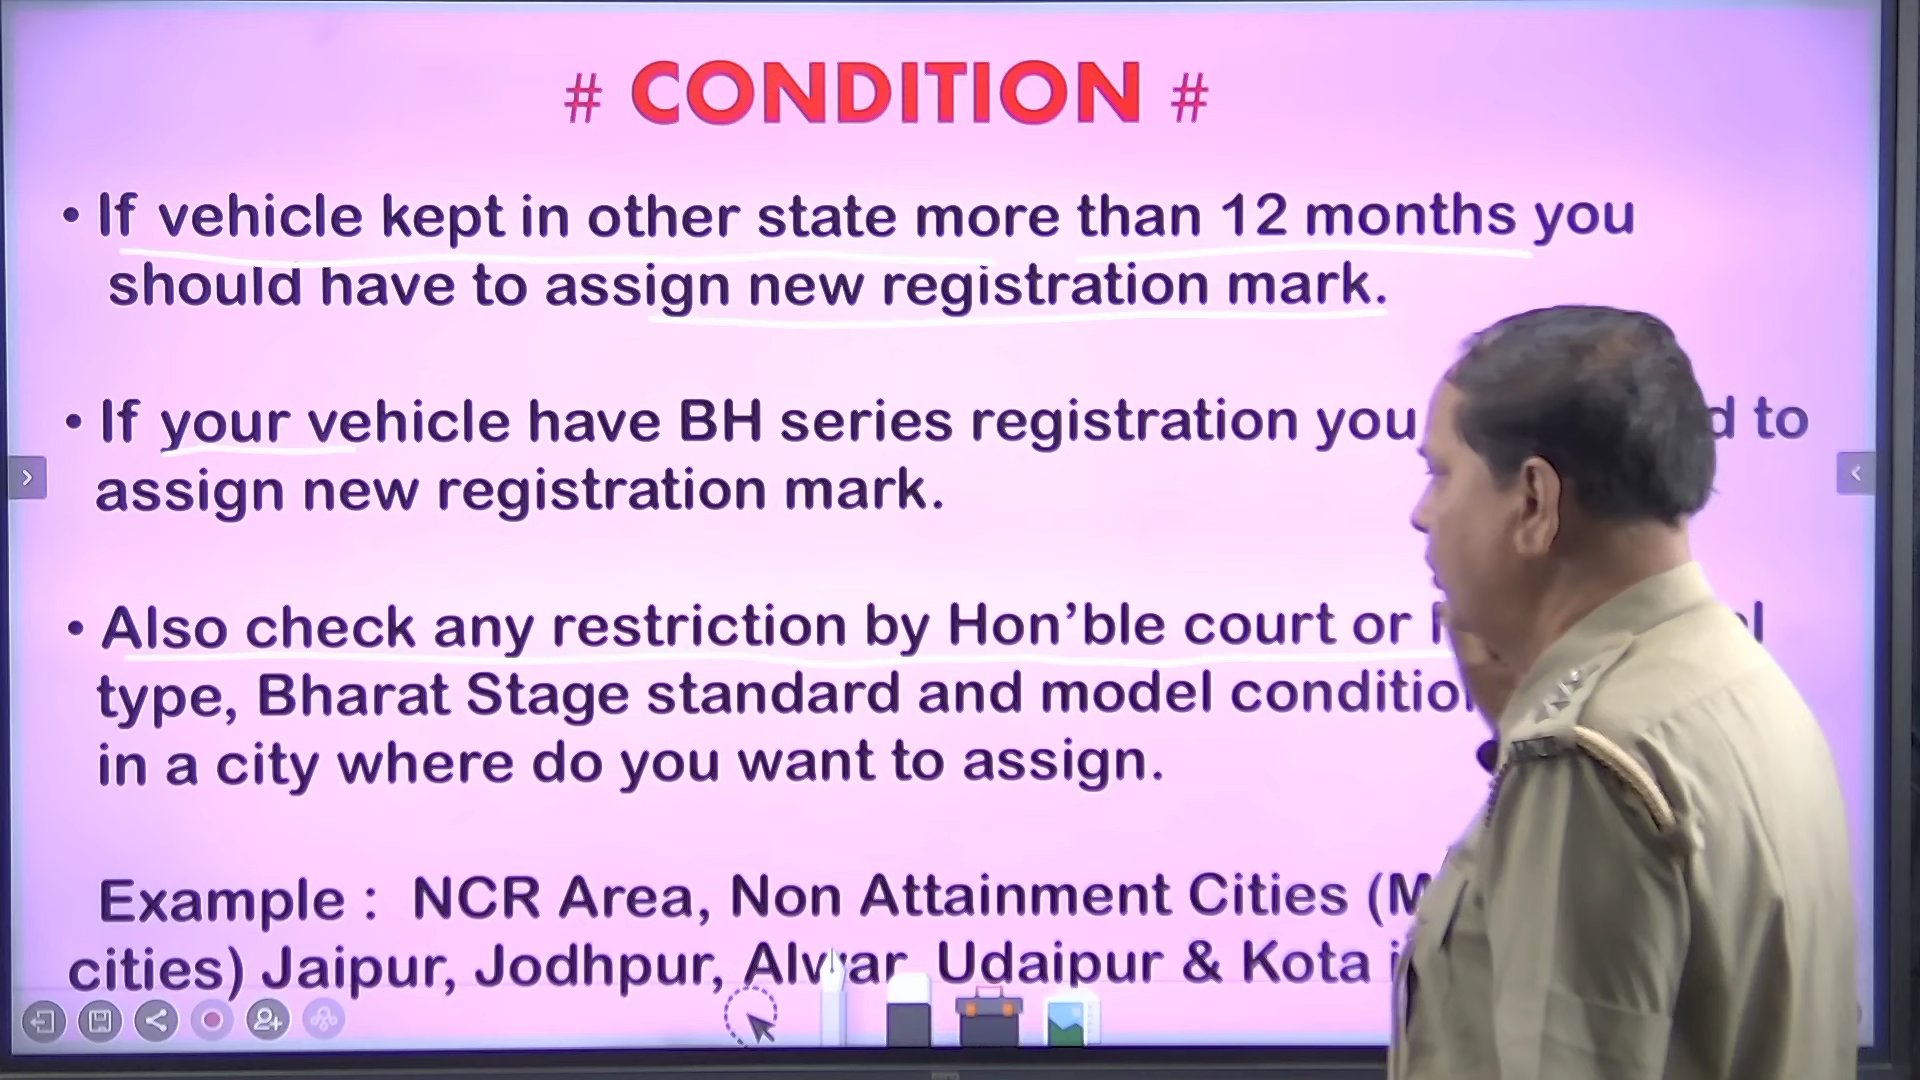 # CONDITION #
• If vehicle kept in other state more than 12 months you
should have to assign new registration mark.
• If your vehicle have BH series registration you to
assign new registration mark.
• Also check any restriction by Hon'ble court or
type, Bharat Stage standard and model
in a city where do you want to assign.
Example : NCR Area, Non Attainment Cities
cities) Jaipur, Jodhpur, Alwar, Udaipur & Kota